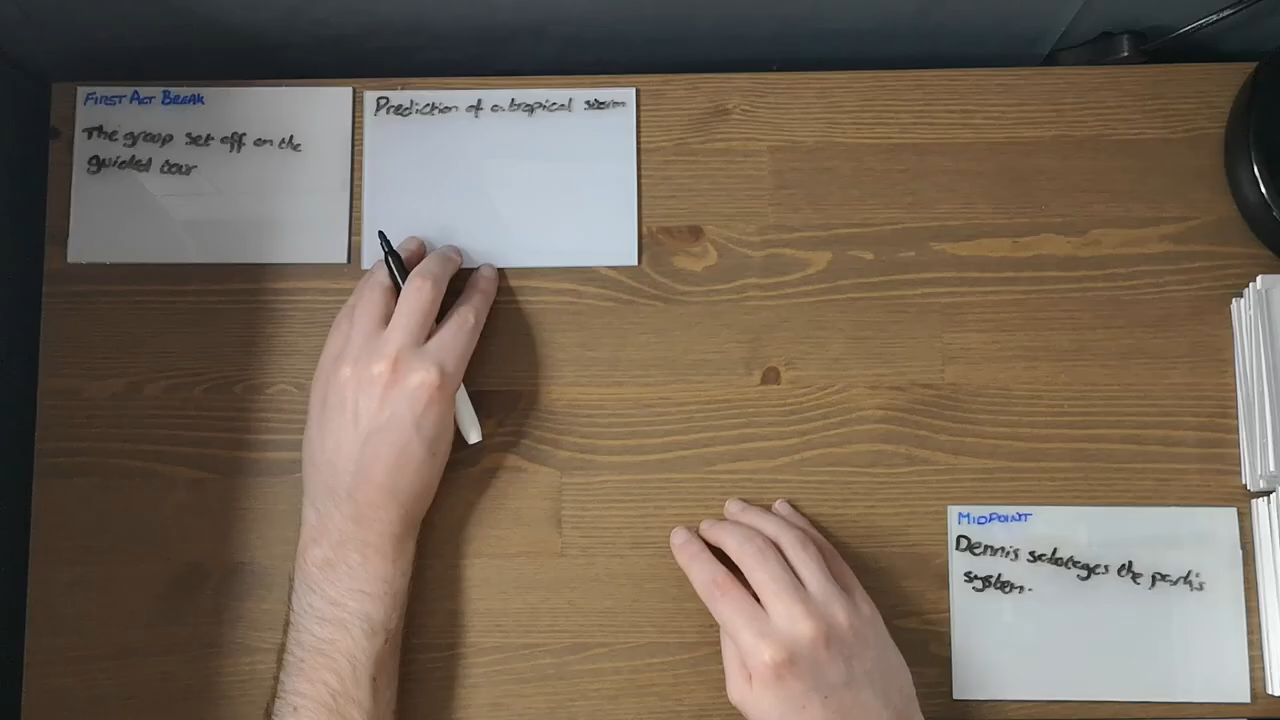 FIRST ACT BREAK
The group set off on the
guided tour
Prediction of a tropical storm
MIDPOINT
Dennis sabotages the park's
system.